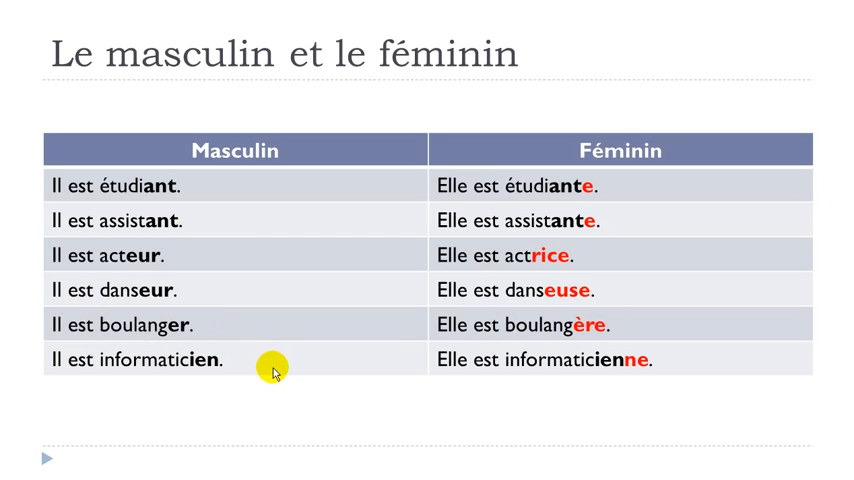 Le masculin et le féminin
Masculin Féminin
Il est étudiant. Elle est étudiante.
Il est assistant. Elle est assistante.
Il est acteur. Elle est actrice.
Il est danseur. Elle est danseuse.
Il est boulanger. Elle est boulangère.
Il est informaticien. Elle est informaticienne.